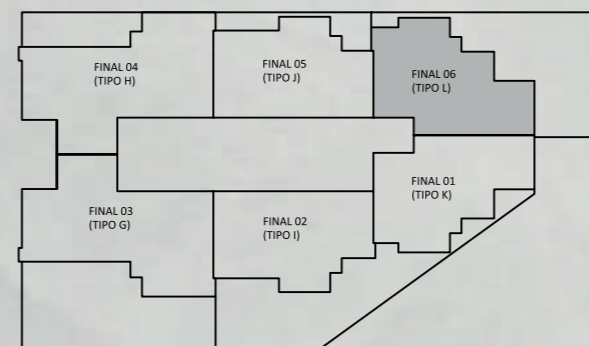 FINAL 04
(TIPO H)
FINAL 05
(TIPO J)
FINAL 06
(TIPO L)
FINAL 03
(TIPO G)
FINAL 02
(TIPO I)
FINAL 01
(TIPO K)